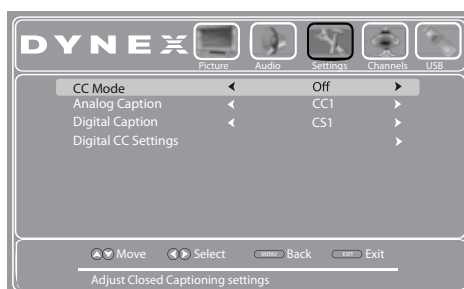 DYNEX
Picture Audio Settings Channels USB
CC Mode Off
Analog Caption CC1
Digital Caption CS1
Digital CC Settings
Move Select MENU Back EXIT Exit
Adjust Closed Captioning settings